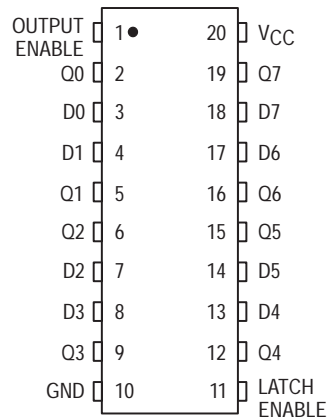 OUTPUT
ENABLE 1 20 VCC
Q0 2 19 Q7
D0 3 18 D7
D1 4 17 D6
Q1 5 16 Q6
Q2 6 15 Q5
D2 7 14 D5
D3 8 13 D4
Q3 9 12 Q4
GND 10 11 LATCH
ENABLE